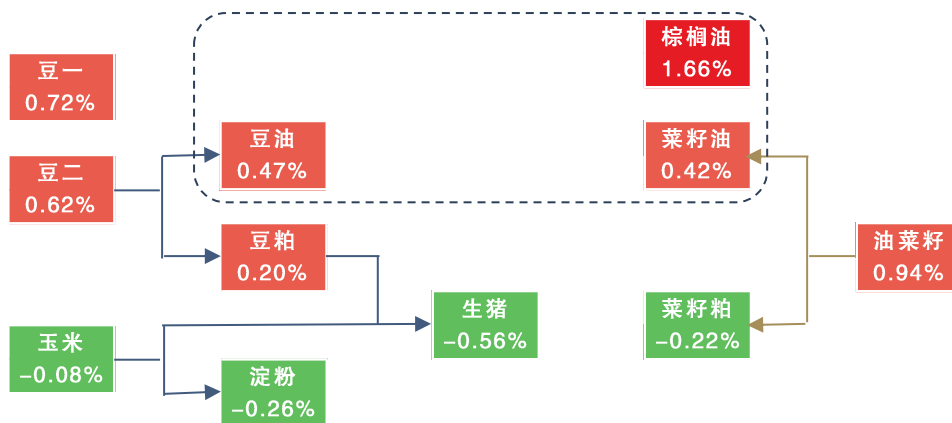 棕榈油
1.66%
豆一
0.72%
豆油
0.47%
菜籽油
0.42%
豆二
0.62%
豆粕
0.20%
油菜籽
0.94%
生猪
-0.56%
菜籽粕
-0.22%
玉米
-0.08%
淀粉
-0.26%